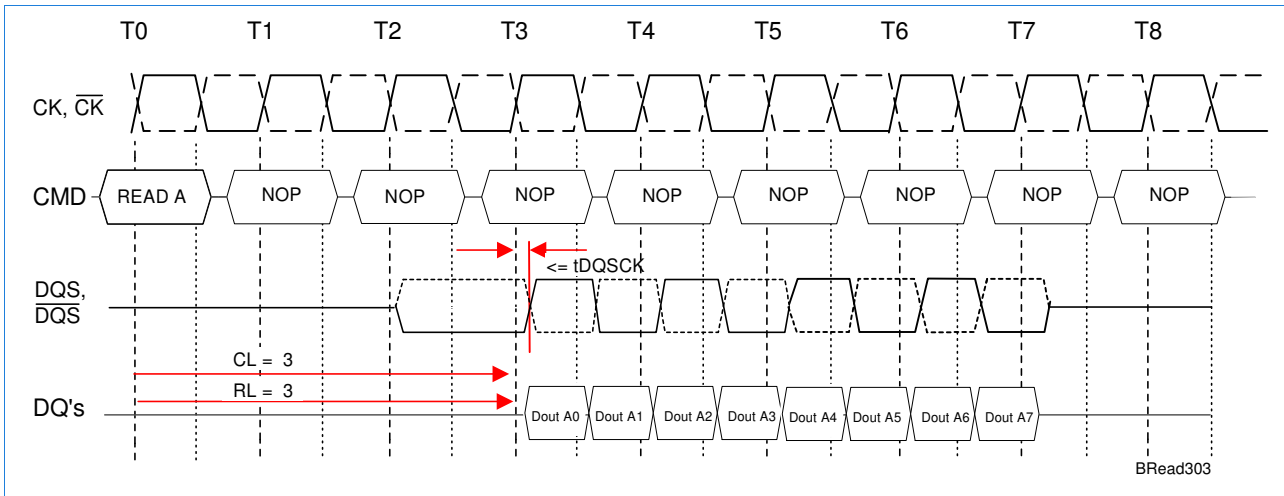 T0 T1 T2 T3 T4 T5 T6 T7 T8
CK, CK
CMD READ A NOP NOP NOP NOP NOP NOP NOP NOP
<= tDQSCK
DQS,
DQS
CL = 3
RL = 3
DQ's Dout A0 Dout A1 Dout A2 Dout A3 Dout A4 Dout A5 Dout A6 Dout A7
BRead303